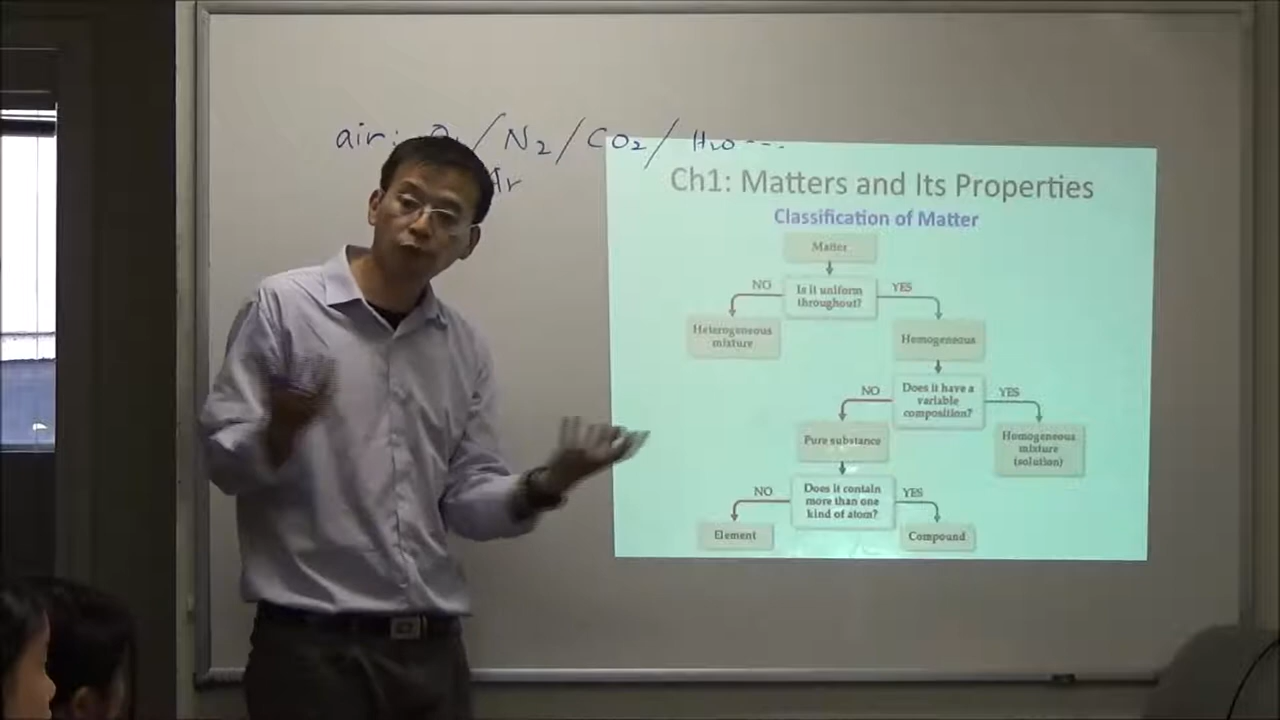 air: O₂ / N₂ / CO₂ / H₂O ...
Ar
Ch1: Matters and Its Properties
Classification of Matter
Matter
NO
Is it uniform
throughout?
YES
Heterogeneous
mixture
Homogeneous
NO
Does it have a
variable
composition?
YES
Pure substance
Homogeneous
mixture
(solution)
NO
Does it contain
more than one
kind of atom?
YES
Element
Compound